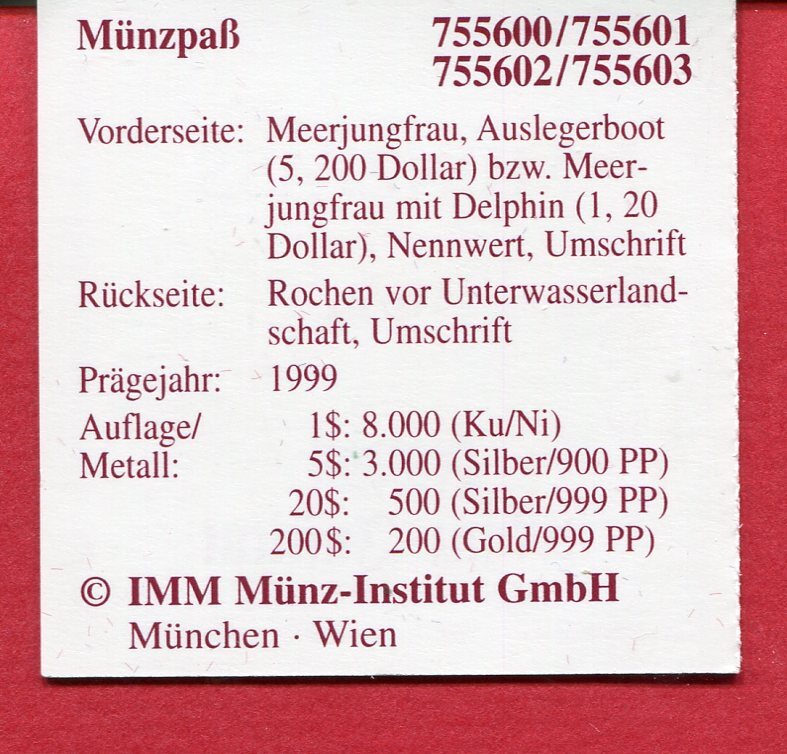 Münzpaß 755600/755601
755602/755603
Vorderseite: Meerjungfrau, Auslegerboot
(5, 200 Dollar) bzw. Meer-
jungfrau mit Delphin (1, 20
Dollar), Nennwert, Umschrift
Rückseite: Rochen vor Unterwasserland-
schaft, Umschrift
Prägejahr: 1999
Auflage/ 1$: 8.000 (Ku/Ni)
Metall: 5$: 3.000 (Silber/900 PP)
20$: 500 (Silber/999 PP)
200$: 200 (Gold/999 PP)
© IMM Münz-Institut GmbH
München · Wien